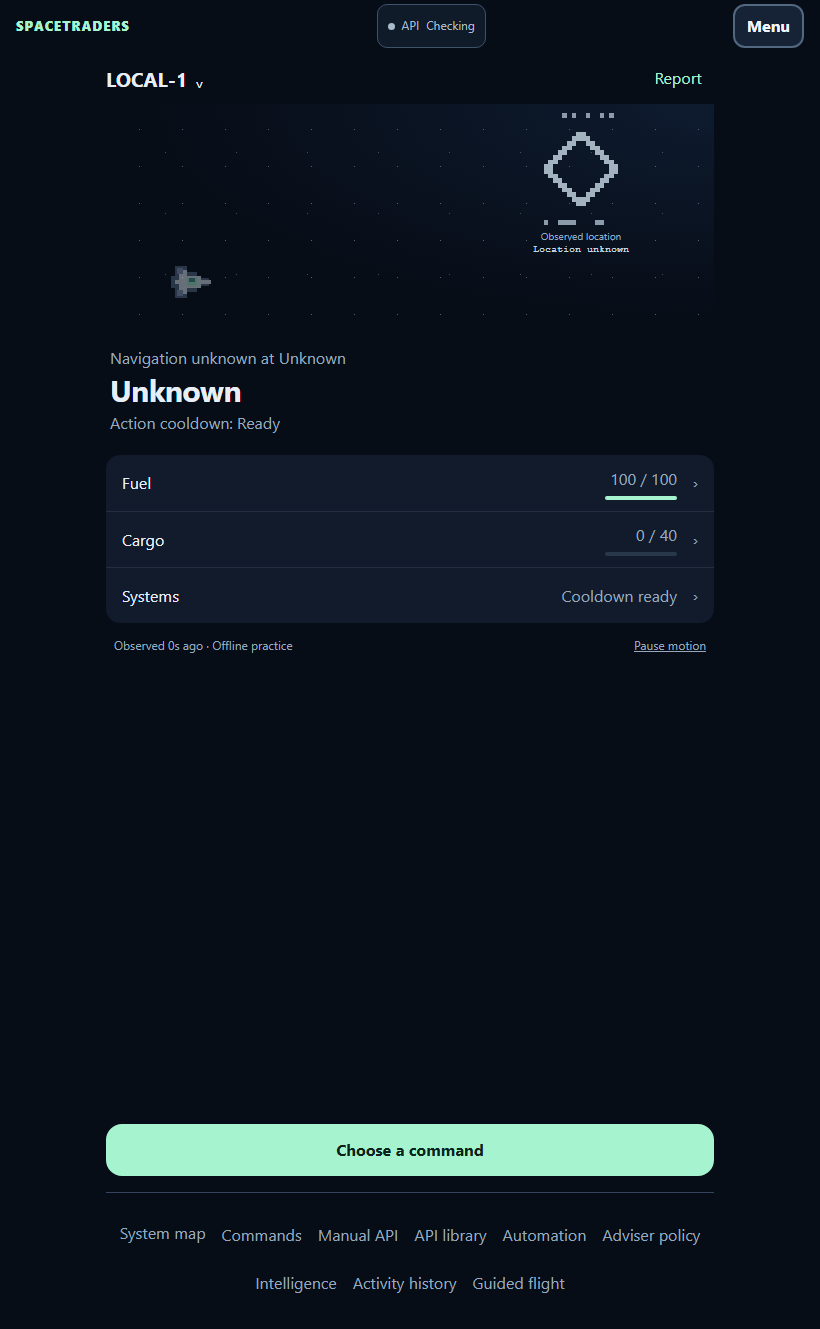 SPACETRADERS
API Checking
Menu
LOCAL-1 v
Report
Observed location
Location unknown
Navigation unknown at Unknown
Unknown
Action cooldown: Ready
Fuel 100 / 100 ›
Cargo 0 / 40 ›
Systems Cooldown ready ›
Observed 0s ago · Offline practice Pause motion
Choose a command
System map Commands Manual API API library Automation Adviser policy
Intelligence Activity history Guided flight